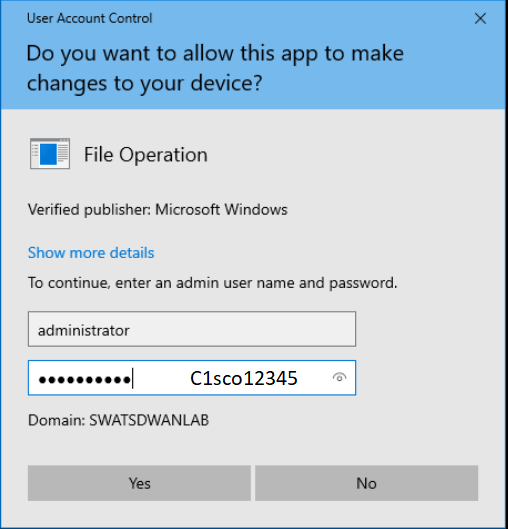 User Account Control
Do you want to allow this app to make
changes to your device?
File Operation
Verified publisher: Microsoft Windows
Show more details
To continue, enter an admin user name and password.
administrator
•••••••••• C1sco12345
Domain: SWATSDWANLAB
Yes No